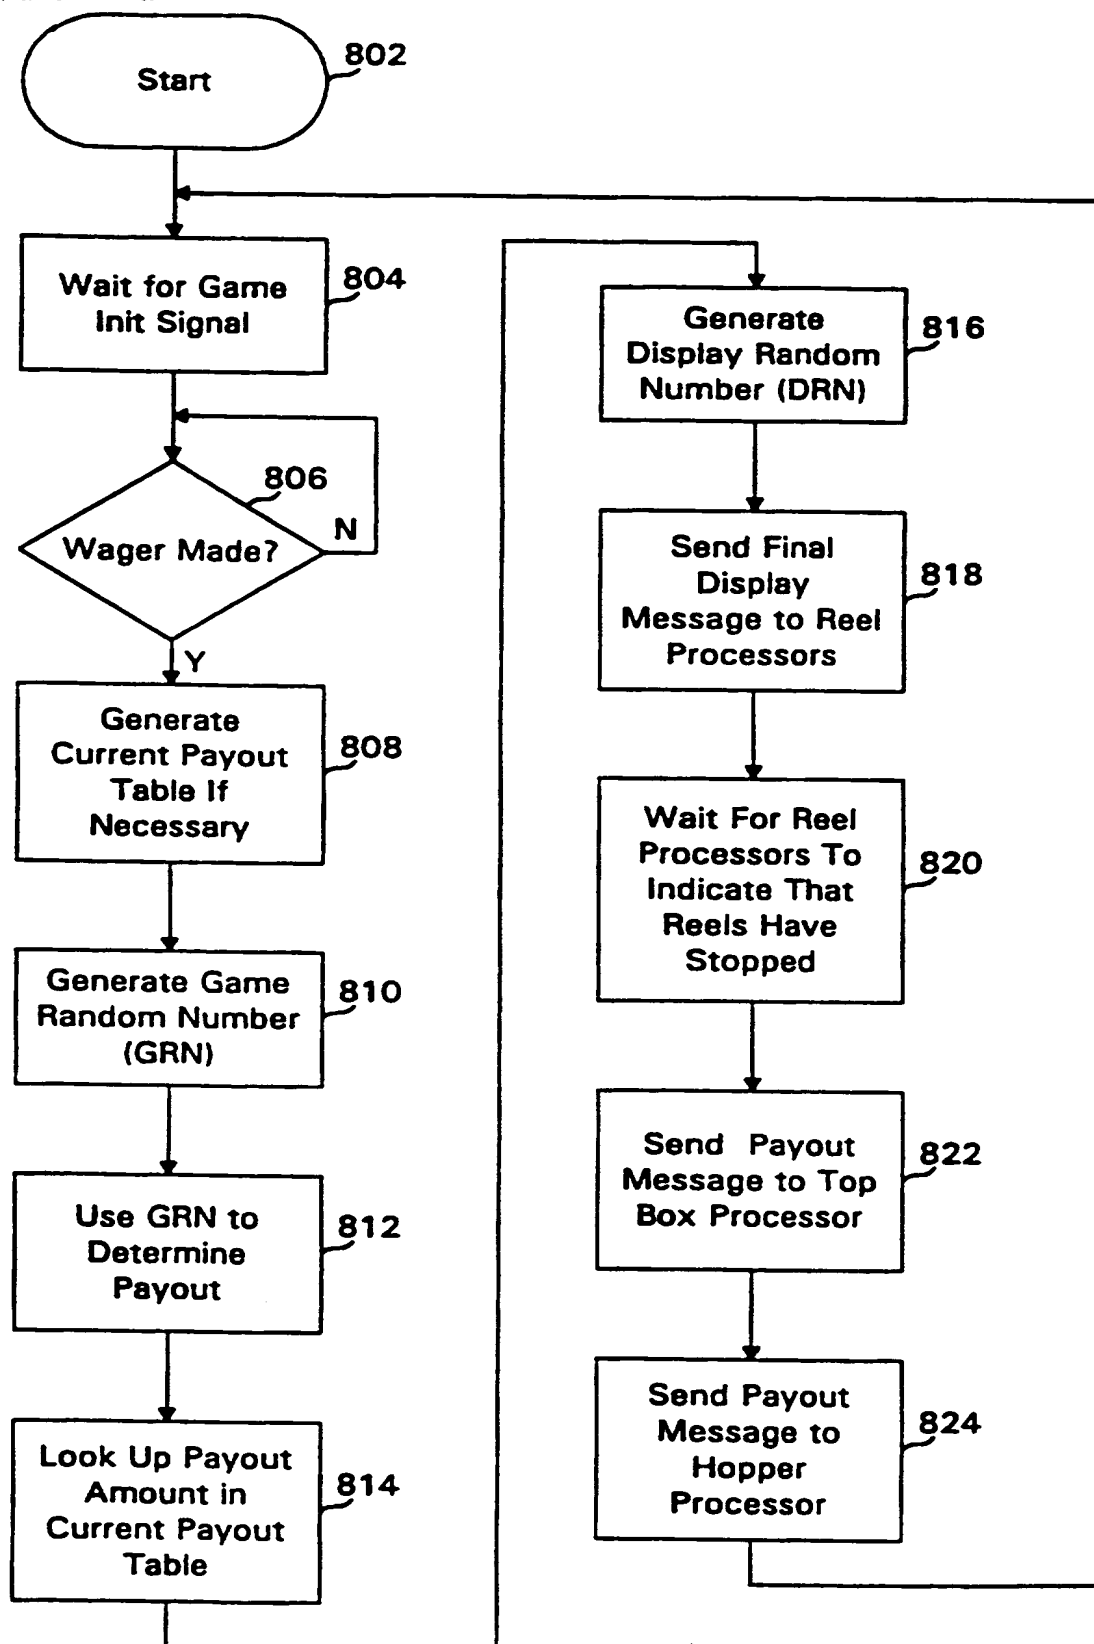 Start
802
Wait for Game
Init Signal
804
806
Wager Made?
N
Y
Generate
Current Payout
Table If
Necessary
808
Generate Game
Random Number
(GRN)
810
Use GRN to
Determine
Payout
812
Look Up Payout
Amount in
Current Payout
Table
814
Generate
Display Random
Number (DRN)
816
Send Final
Display
Message to Reel
Processors
818
Wait For Reel
Processors To
Indicate That
Reels Have
Stopped
820
Send Payout
Message to Top
Box Processor
822
Send Payout
Message to
Hopper
Processor
824